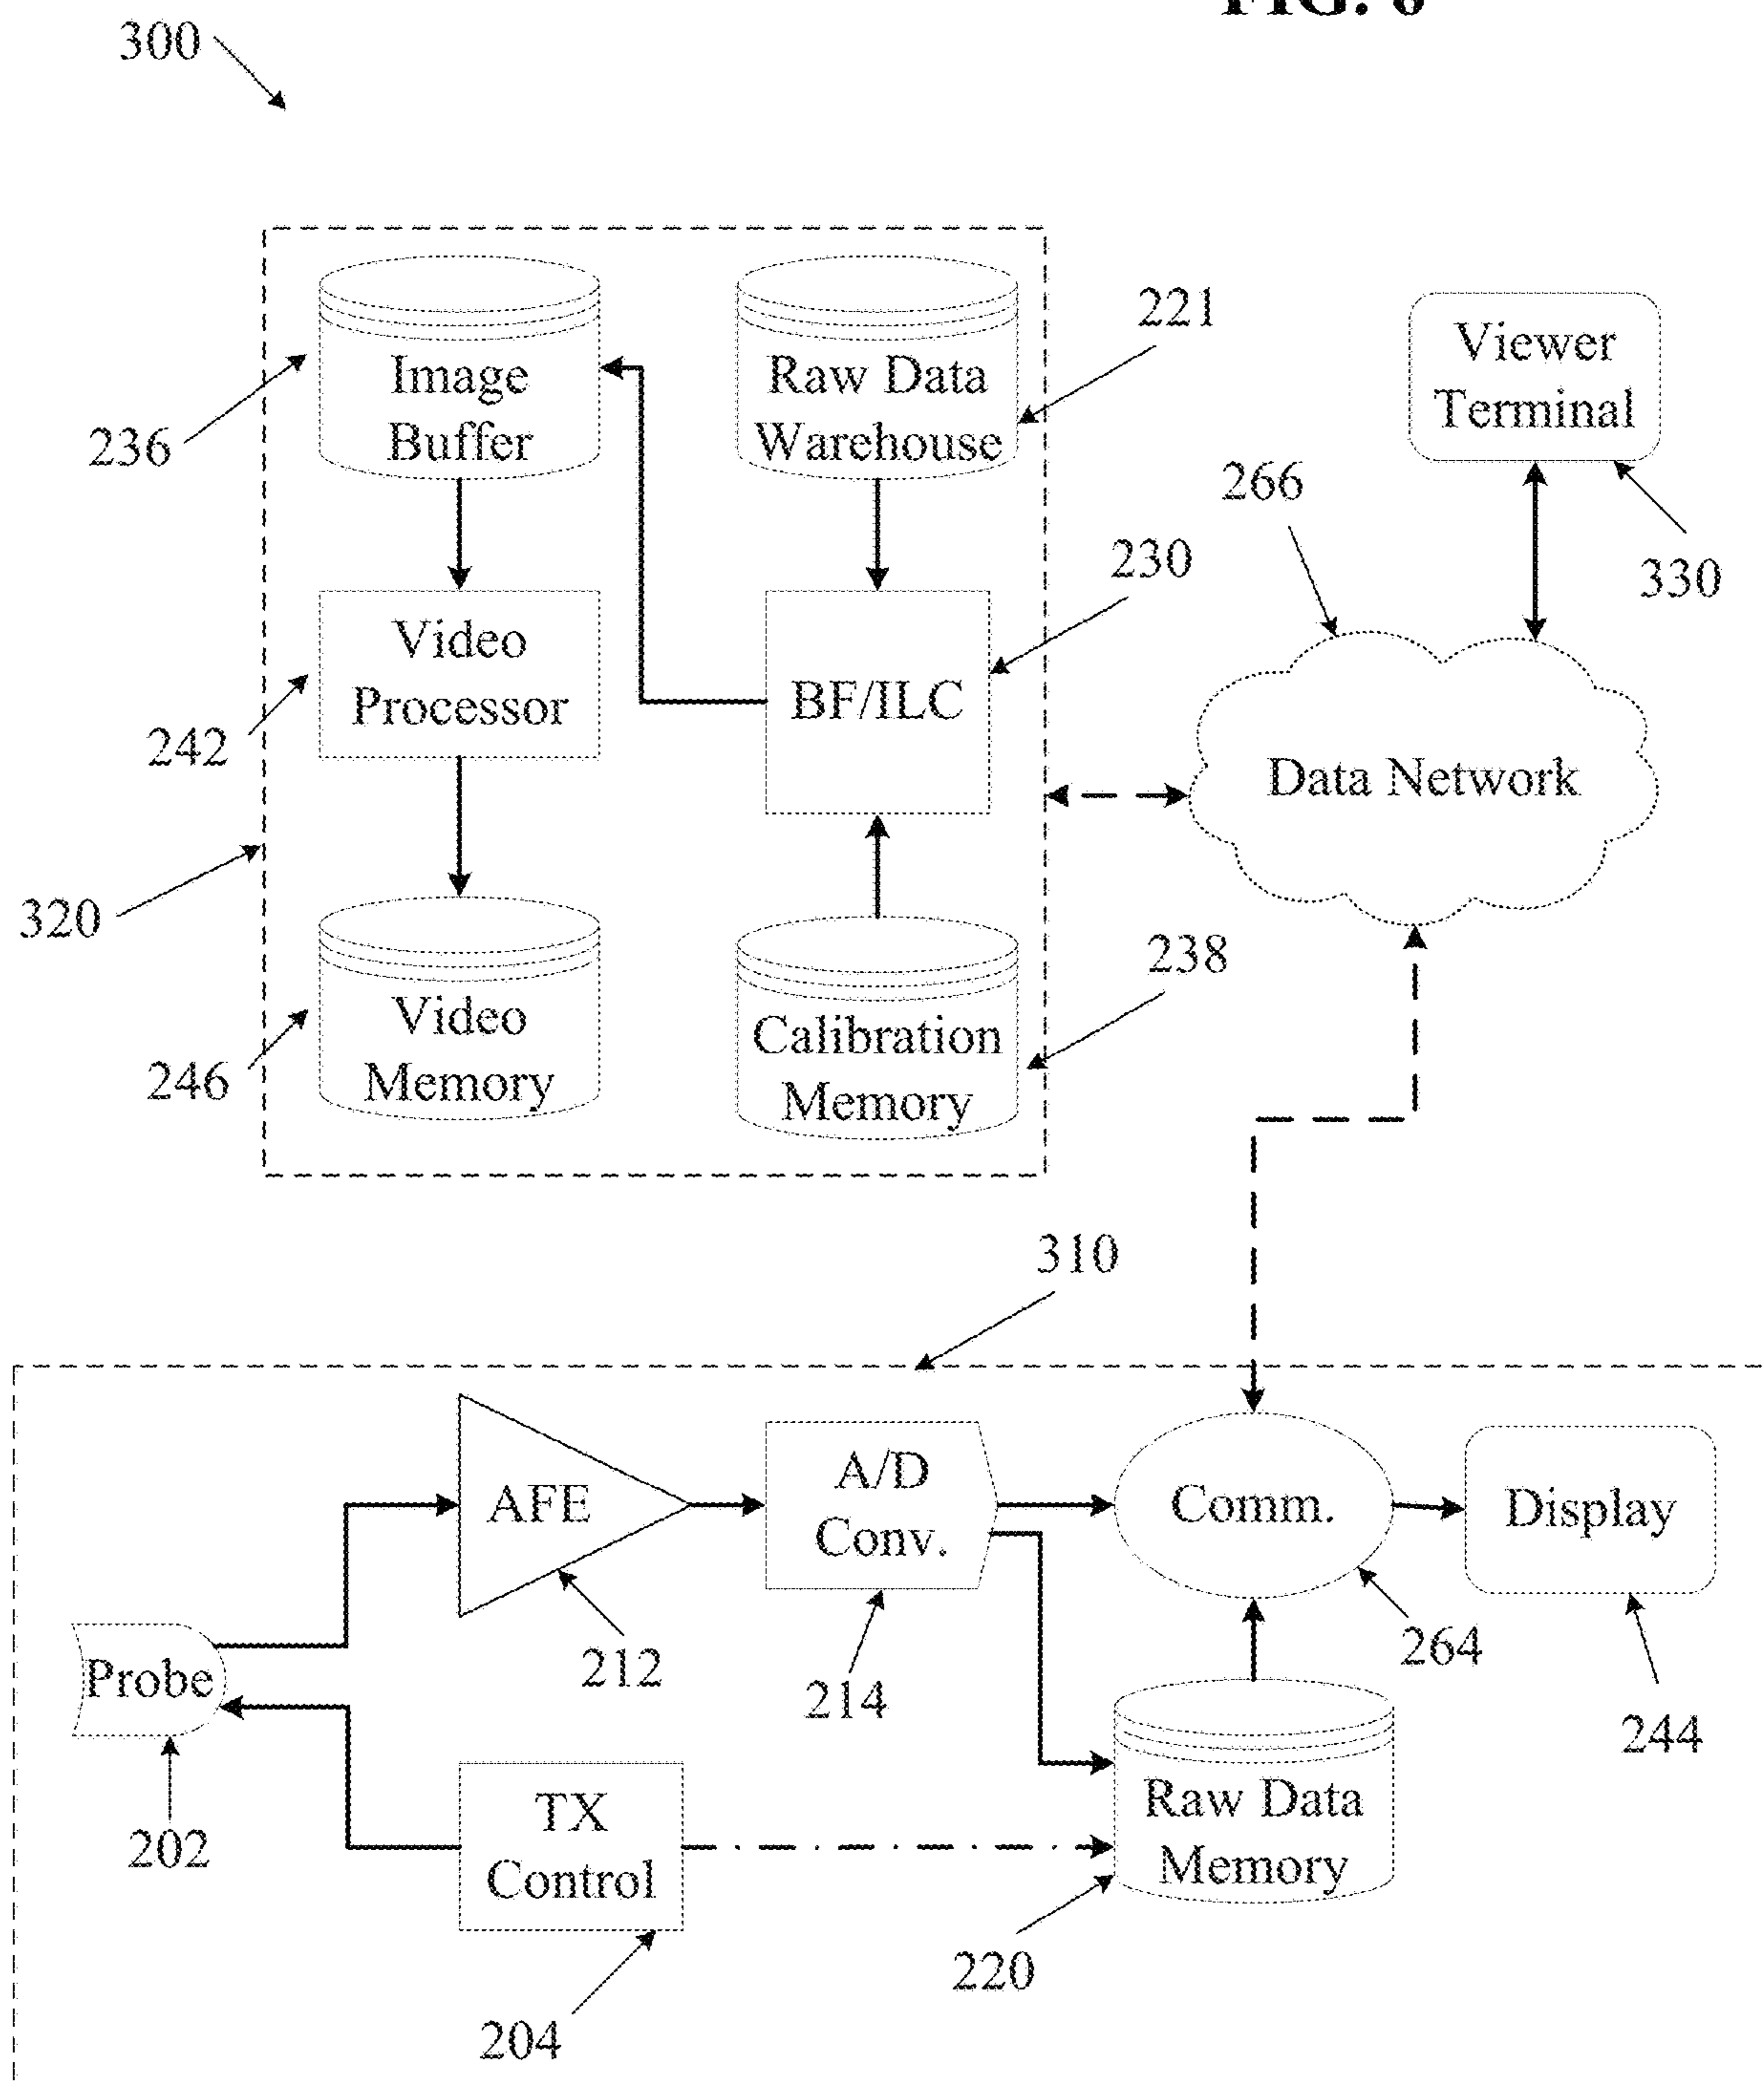 300
Image
Buffer
Raw Data
Warehouse
221
Viewer
Terminal
236
266
330
230
Video
Processor
BF/ILC
242
Data Network
320
238
Video
Memory
Calibration
Memory
246
310
AFE
A/D
Conv.
Comm.
Display
Probe
212
214
264
244
202
TX
Control
Raw Data
Memory
220
204